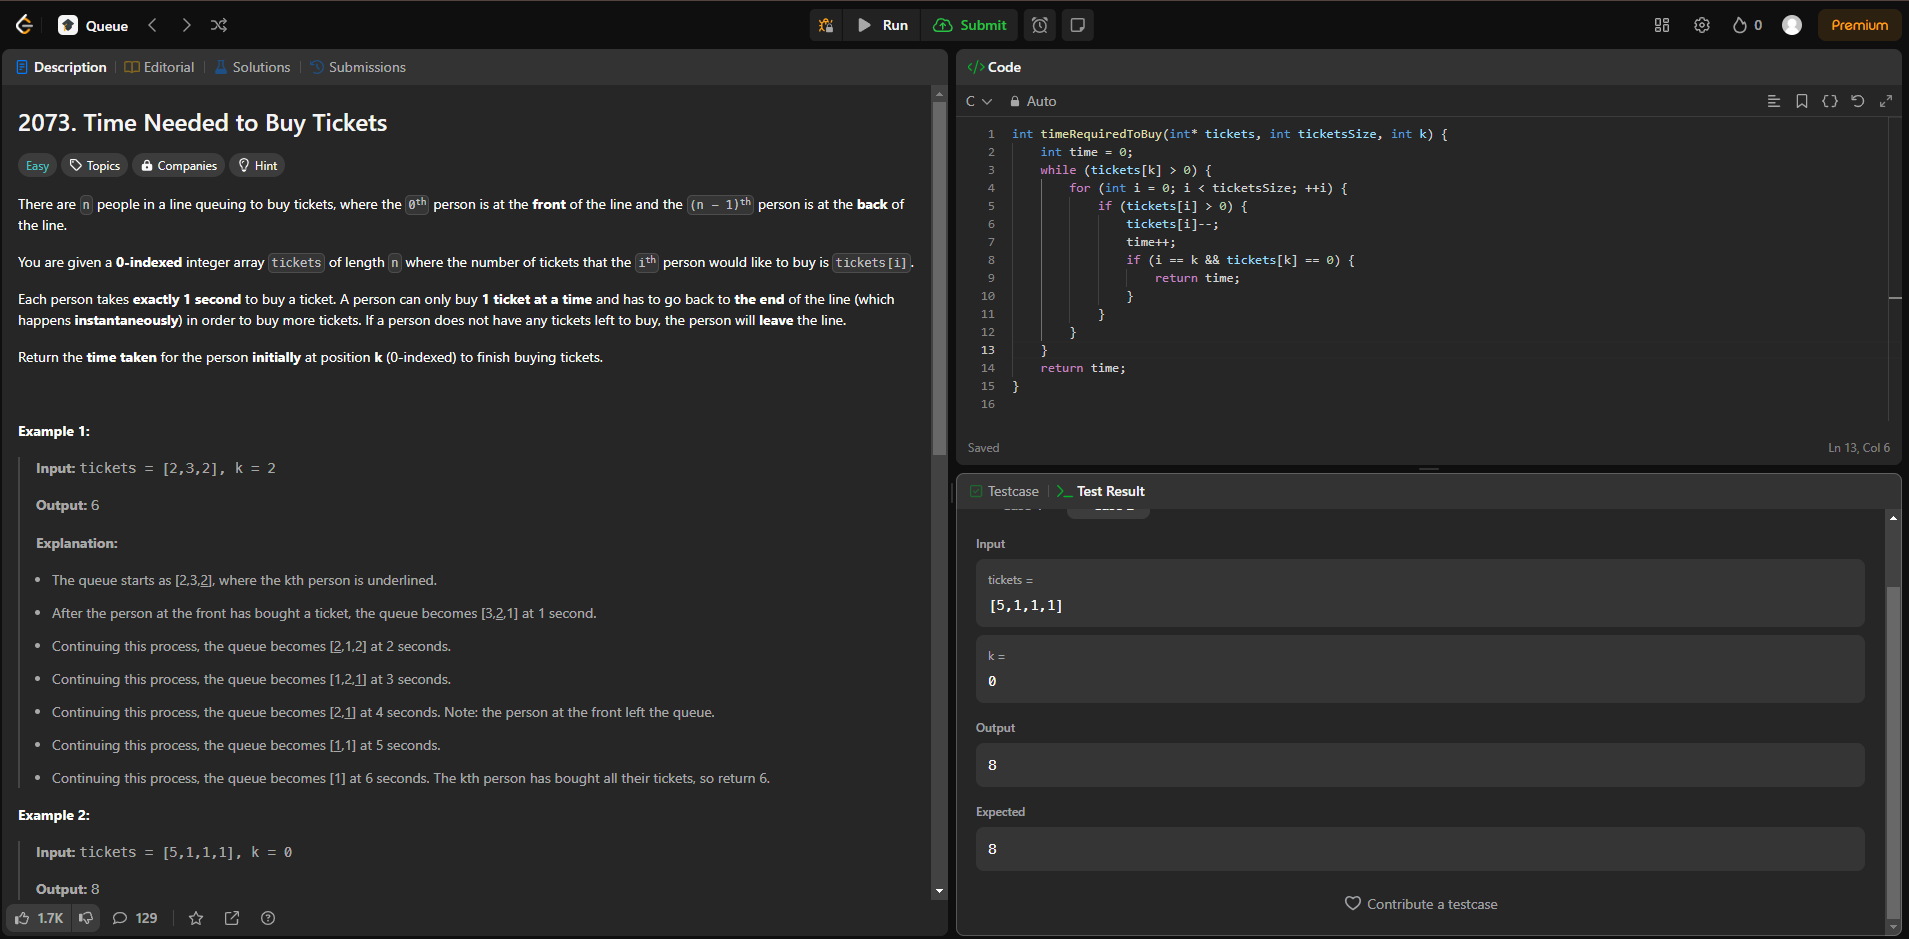 Queue
Run
Submit
0
Premium
Description
Editorial
Solutions
Submissions
2073. Time Needed to Buy Tickets
Easy
Topics
Companies
Hint
There are n people in a line queuing to buy tickets, where the 0th person is at the front of the line and the (n - 1)th person is at the back of
the line.
You are given a 0-indexed integer array tickets of length n where the number of tickets that the ith person would like to buy is tickets[i].
Each person takes exactly 1 second to buy a ticket. A person can only buy 1 ticket at a time and has to go back to the end of the line (which
happens instantaneously) in order to buy more tickets. If a person does not have any tickets left to buy, the person will leave the line.
Return the time taken for the person initially at position k (0-indexed) to finish buying tickets.
Example 1:
Input: tickets = [2,3,2], k = 2
Output: 6
Explanation:
• The queue starts as [2,3,2], where the kth person is underlined.
• After the person at the front has bought a ticket, the queue becomes [3,2,1] at 1 second.
• Continuing this process, the queue becomes [2,1,2] at 2 seconds.
• Continuing this process, the queue becomes [1,2,1] at 3 seconds.
• Continuing this process, the queue becomes [2,1] at 4 seconds. Note: the person at the front left the queue.
• Continuing this process, the queue becomes [1,1] at 5 seconds.
• Continuing this process, the queue becomes [1] at 6 seconds. The kth person has bought all their tickets, so return 6.
Example 2:
Input: tickets = [5,1,1,1], k = 0
Output: 8
1.7K
129
</> Code
C
Auto
1 int timeRequiredToBuy(int* tickets, int ticketsSize, int k) {
2 int time = 0;
3 while (tickets[k] > 0) {
4 for (int i = 0; i < ticketsSize; ++i) {
5 if (tickets[i] > 0) {
6 tickets[i]--;
7 time++;
8 if (i == k && tickets[k] == 0) {
9 return time;
10 }
11 }
12 }
13 }
14 return time;
15 }
16
Saved
Ln 13, Col 6
Testcase
>_ Test Result
Input
tickets =
[5,1,1,1]
k =
0
Output
8
Expected
8
Contribute a testcase